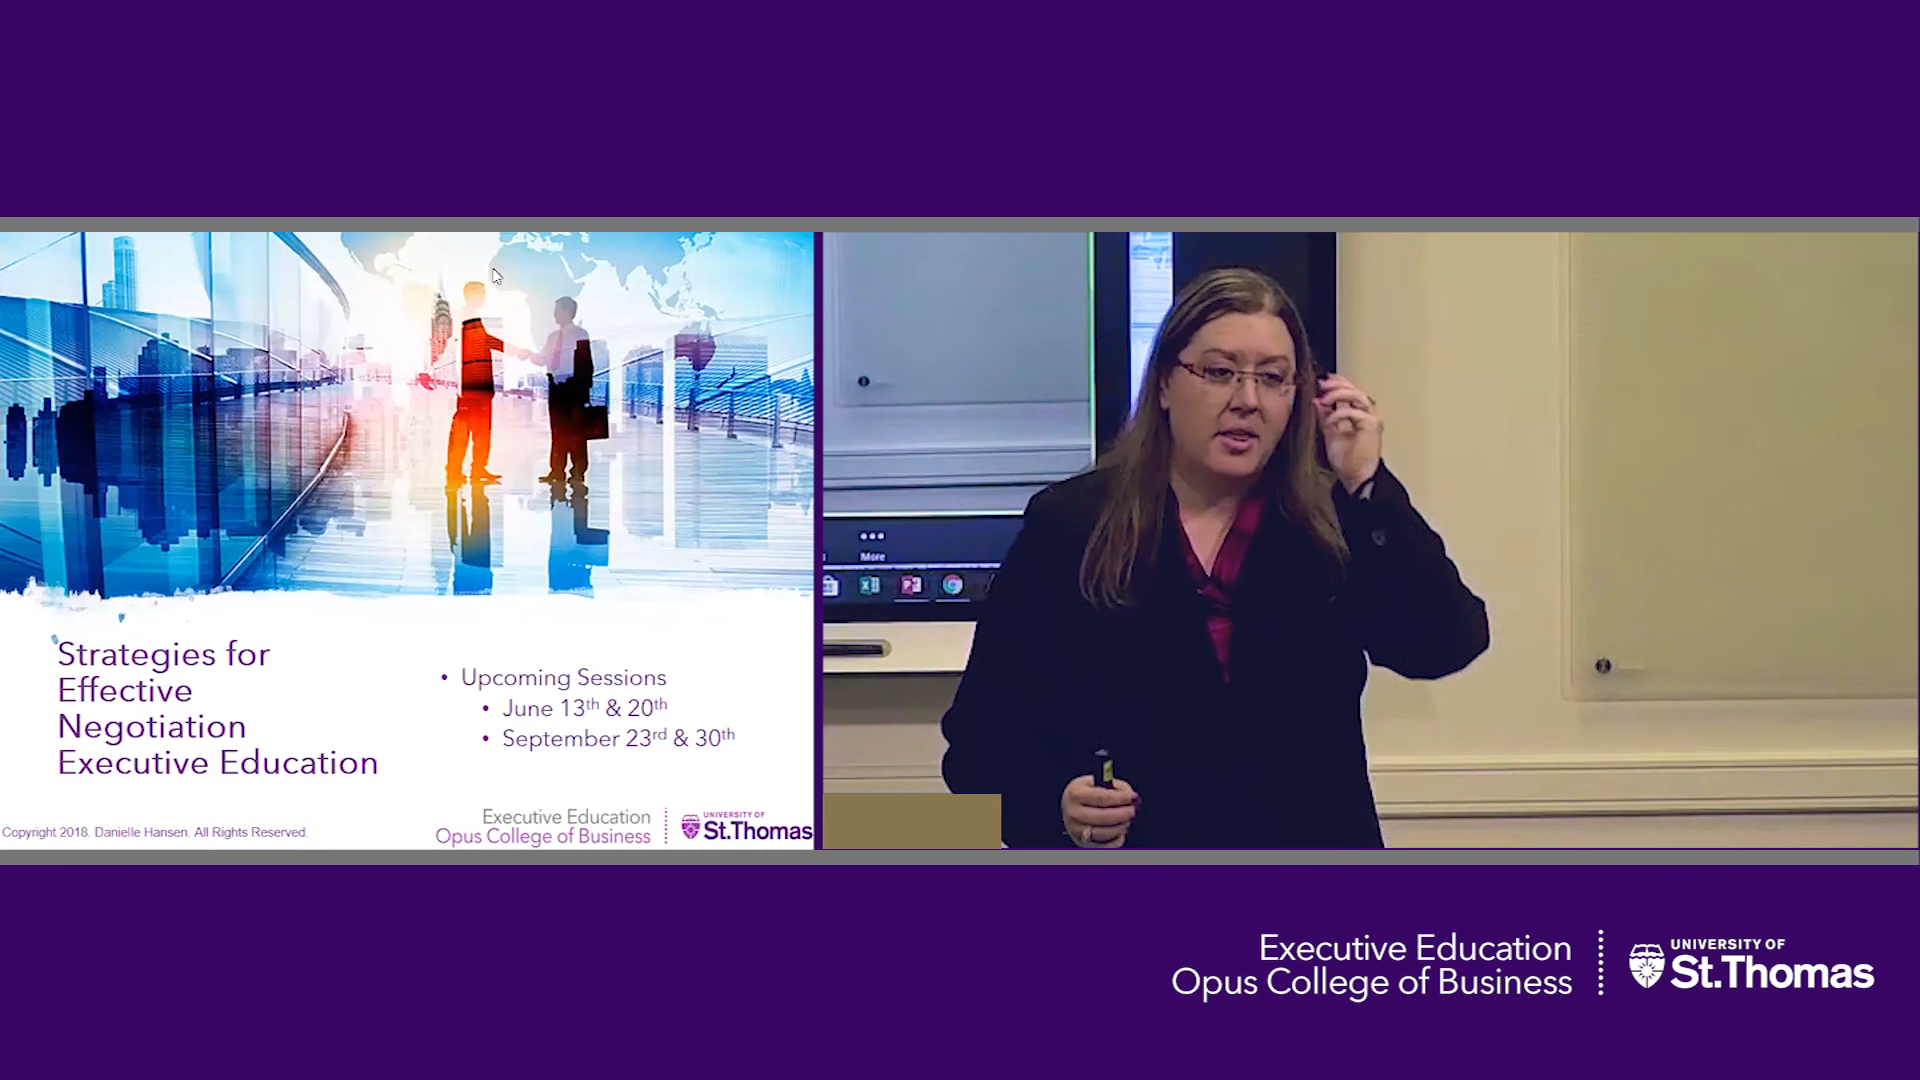 Strategies for
Effective
Negotiation
Executive Education
• Upcoming Sessions
• June 13th & 20th
• September 23rd & 30th
Copyright 2018. Danielle Hansen. All Rights Reserved.
Executive Education
Opus College of Business
UNIVERSITY OF
St.Thomas
More
Executive Education
Opus College of Business
UNIVERSITY OF
St.Thomas